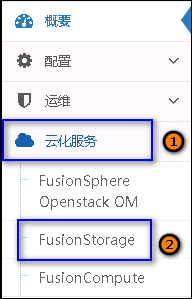 概要
配置
运维
云化服务
1
FusionSphere
Openstack OM
FusionStorage
2
FusionCompute